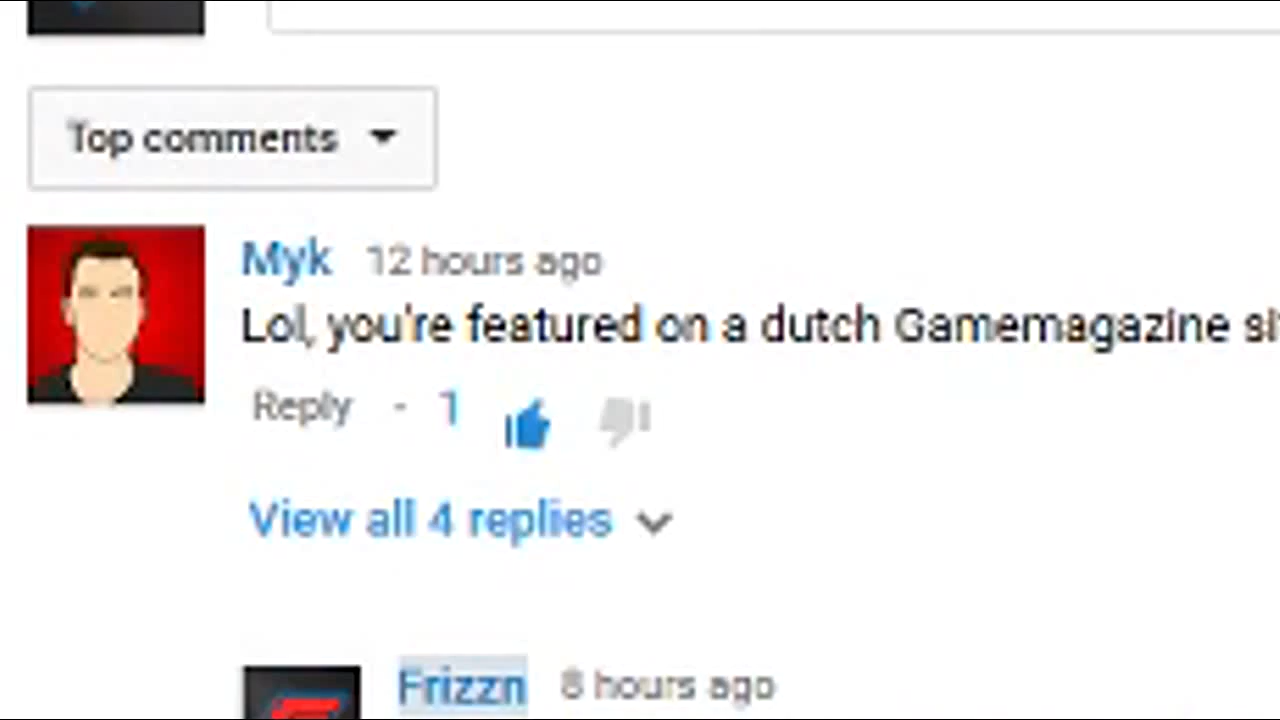 Top comments
Myk 12 hours ago
Lol, you're featured on a dutch Gamemagazine
Reply · 1
View all 4 replies
Frizzn 8 hours ago